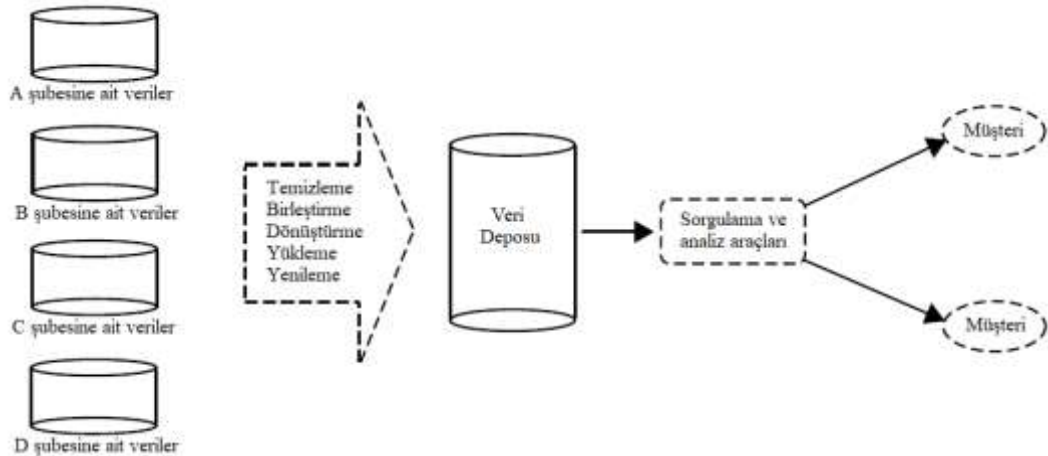 A şubesine ait veriler
B şubesine ait veriler
C şubesine ait veriler
D şubesine ait veriler
Temizleme
Birleştirme
Dönüştürme
Yükleme
Yenileme
Veri
Deposu
Sorgulama ve
analiz araçları
Müşteri
Müşteri